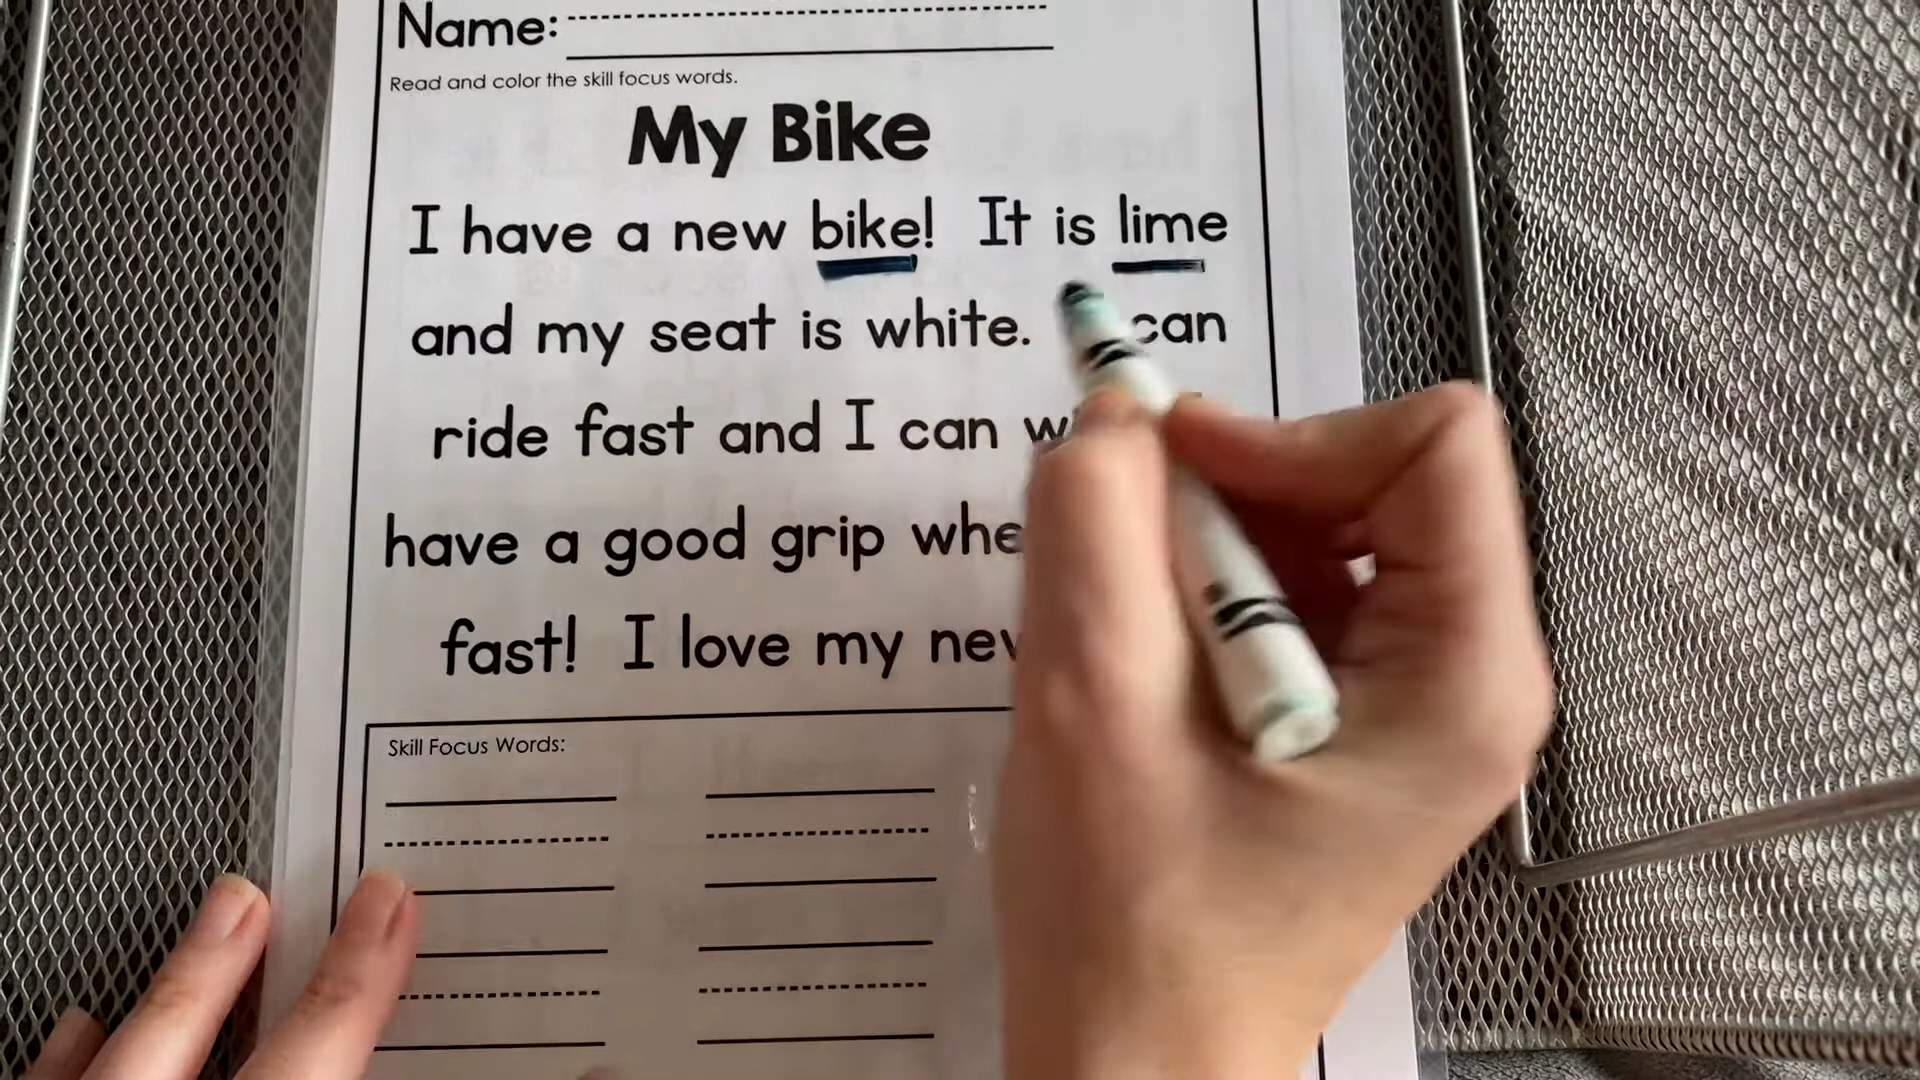 Name:
Read and color the skill focus words.
My Bike
I have a new bike! It is lime
and my seat is white. can
ride fast and I can
have a good grip
fast! I love my
Skill Focus Words: